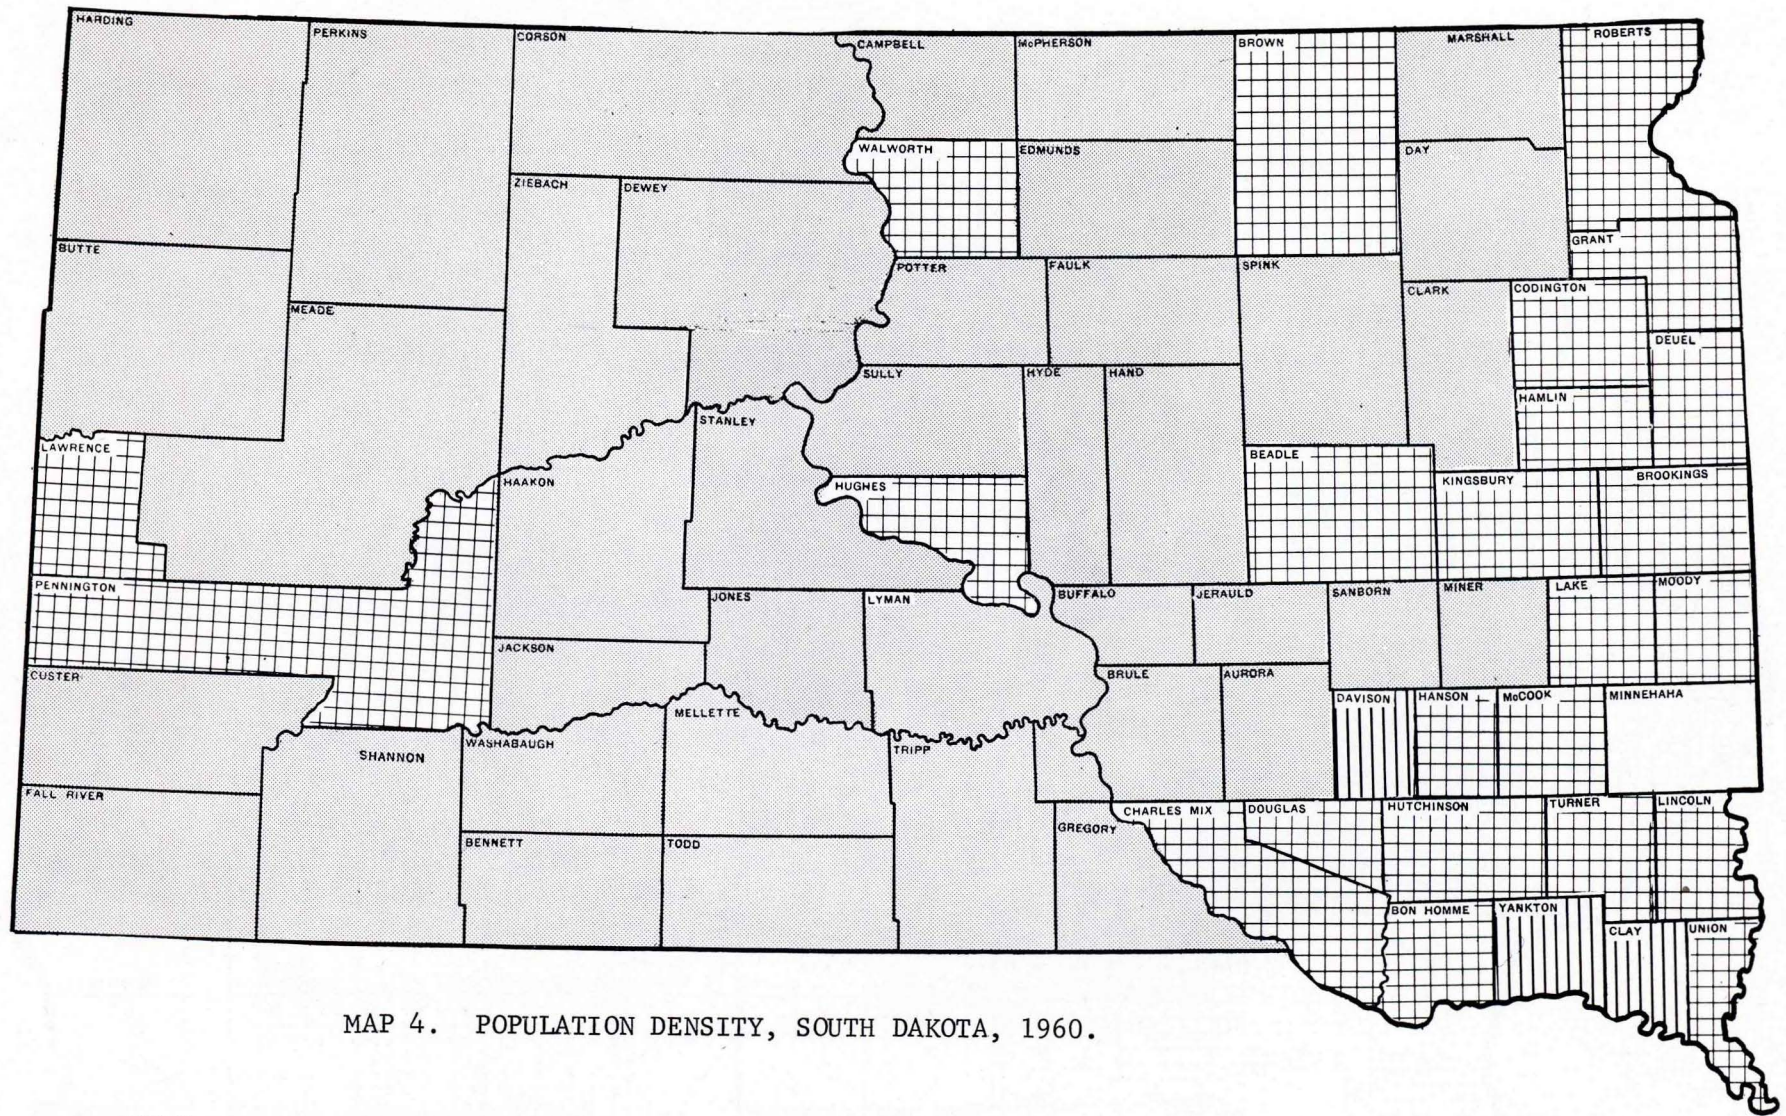 HARDING
PERKINS
CORSON
CAMPBELL
McPHERSON
BROWN
MARSHALL
ROBERTS
WALWORTH
EDMUNDS
DAY
ZIEBACH
DEWEY
GRANT
BUTTE
POTTER
FAULK
SPINK
CLARK
CODINGTON
MEADE
DEUEL
SULLY
HYDE
HAND
HAMLIN
STANLEY
LAWRENCE
BEADLE
HAAKON
HUGHES
KINGSBURY
BROOKINGS
PENNINGTON
JONES
LYMAN
BUFFALO
JERAULD
SANBORN
MINER
LAKE
MOODY
JACKSON
CUSTER
BRULE
AURORA
DAVISON
HANSON
McCOOK
MINNEHAHA
MELLETTE
WASHABAUGH
TRIPP
SHANNON
FALL RIVER
CHARLES MIX
DOUGLAS
HUTCHINSON
TURNER
LINCOLN
GREGORY
BENNETT
TODD
BON HOMME
YANKTON
CLAY
UNION
MAP 4. POPULATION DENSITY, SOUTH DAKOTA, 1960.